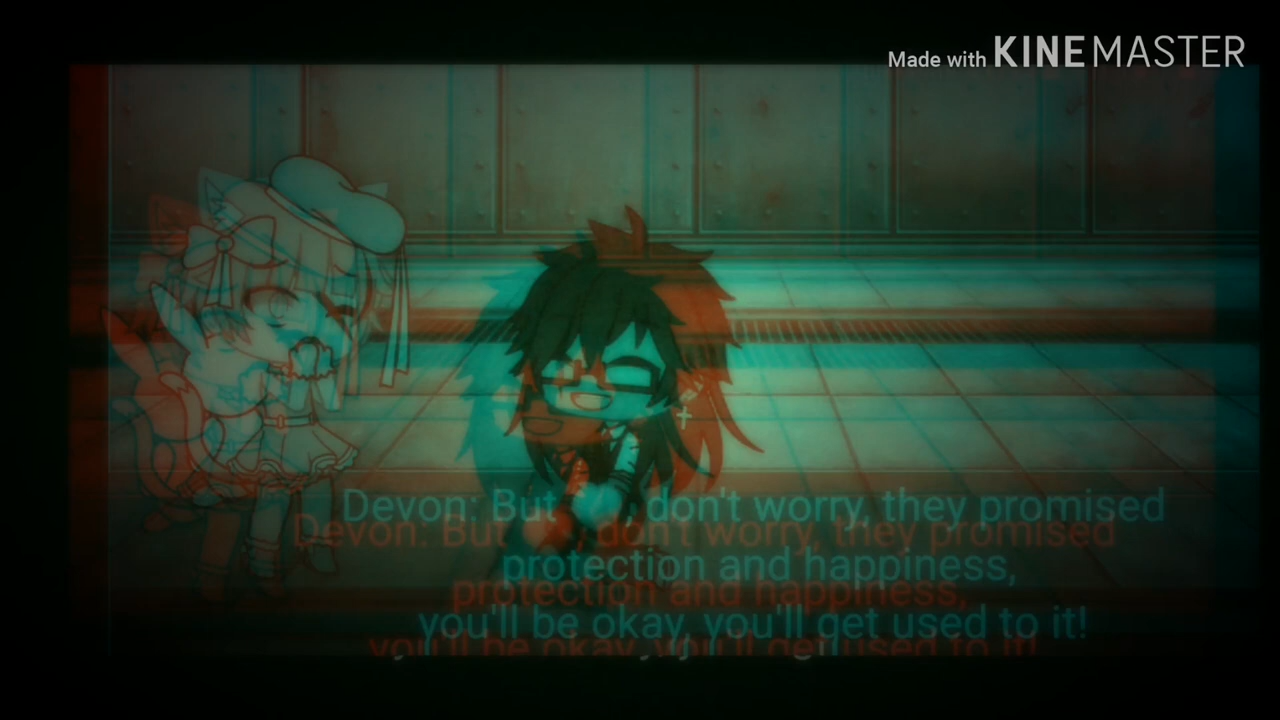 Made with KINEMASTER
Devon: But , don't worry, they promised
protection and happiness,
you'll be okay, you'll get used to it!